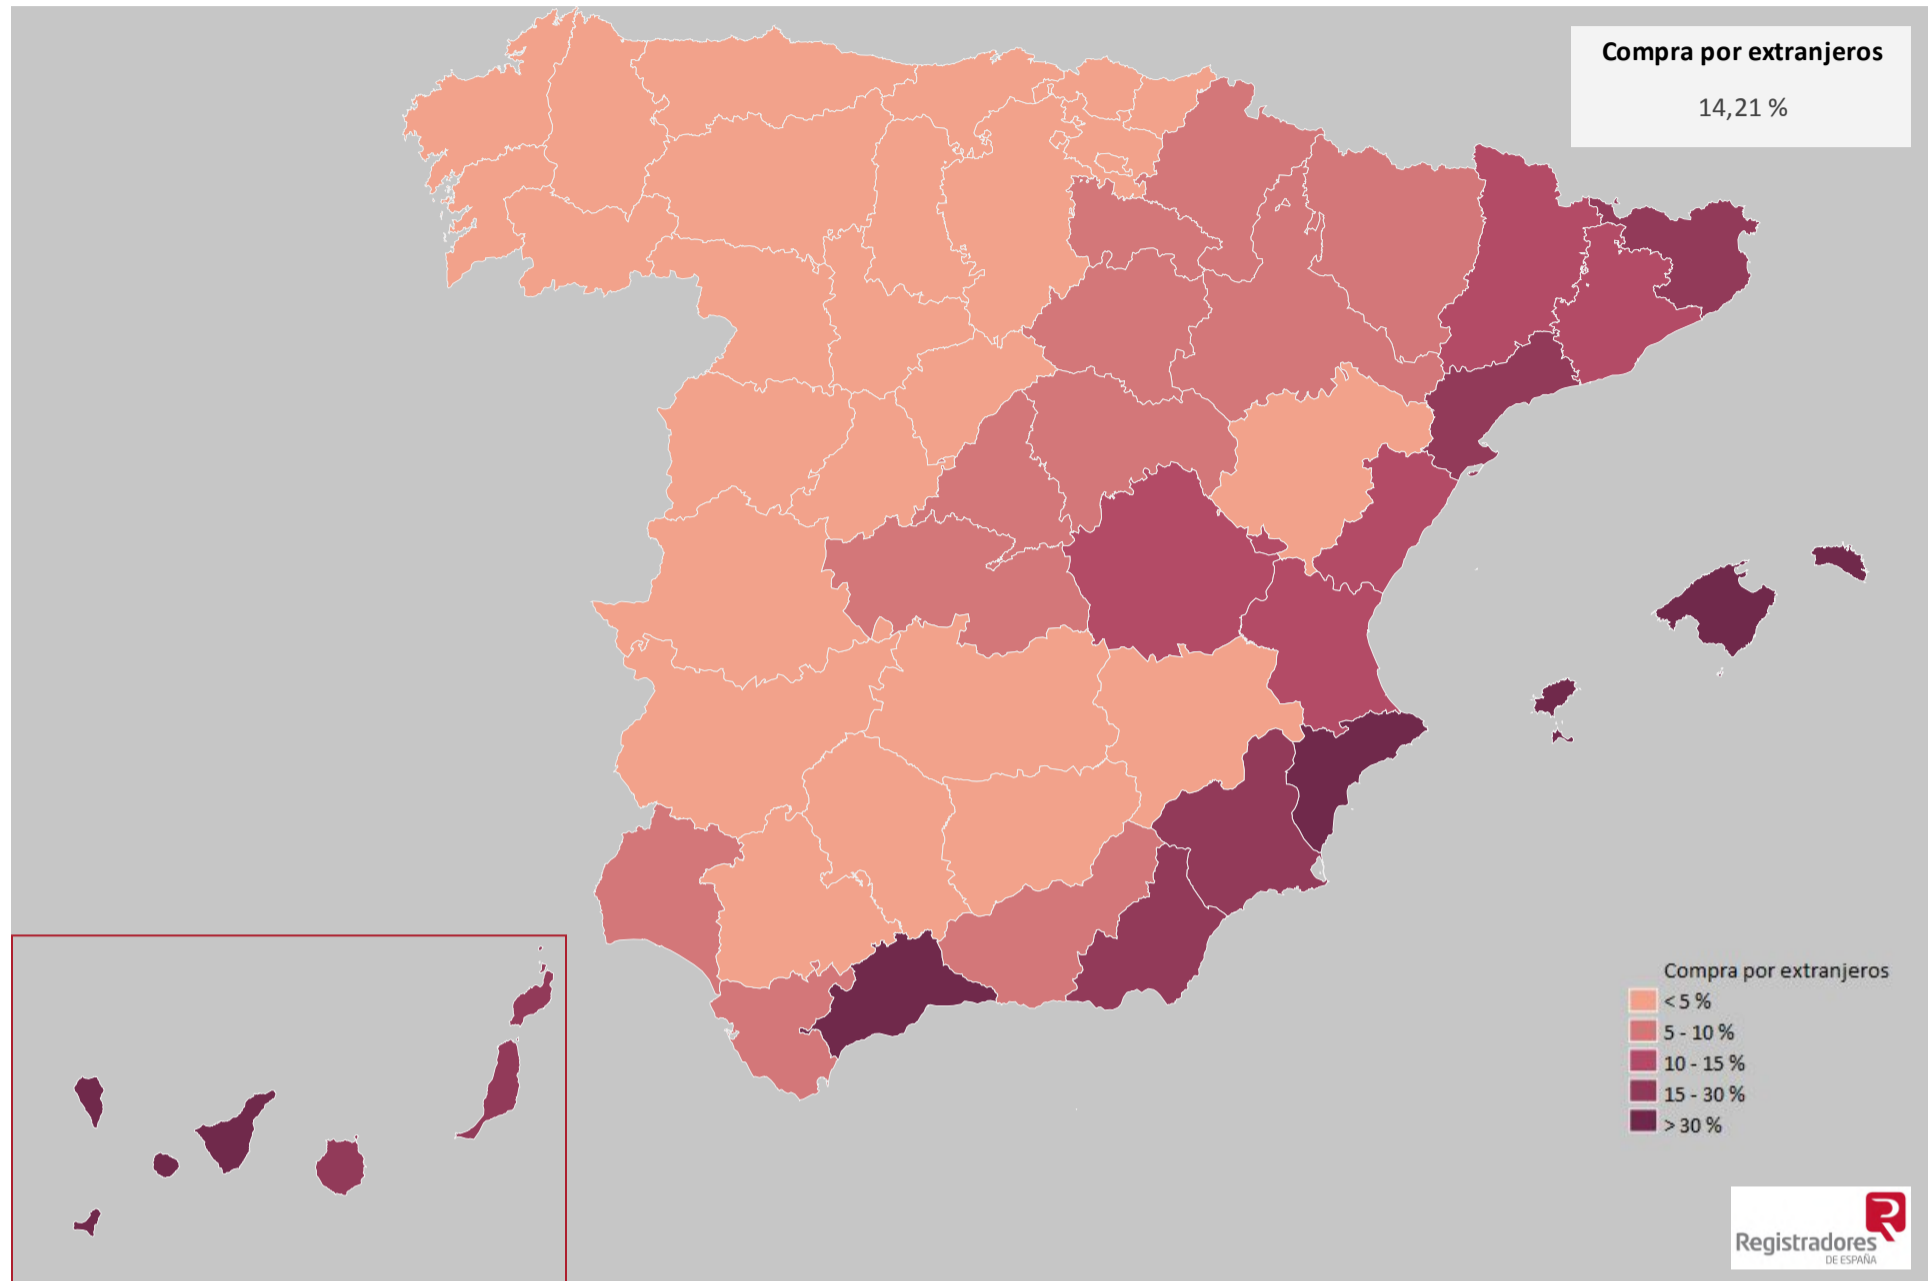 Compra por extranjeros
14,21 %
Compra por extranjeros
< 5 %
5 - 10 %
10 - 15 %
15 - 30 %
> 30 %
Registradores
DE ESPAÑA